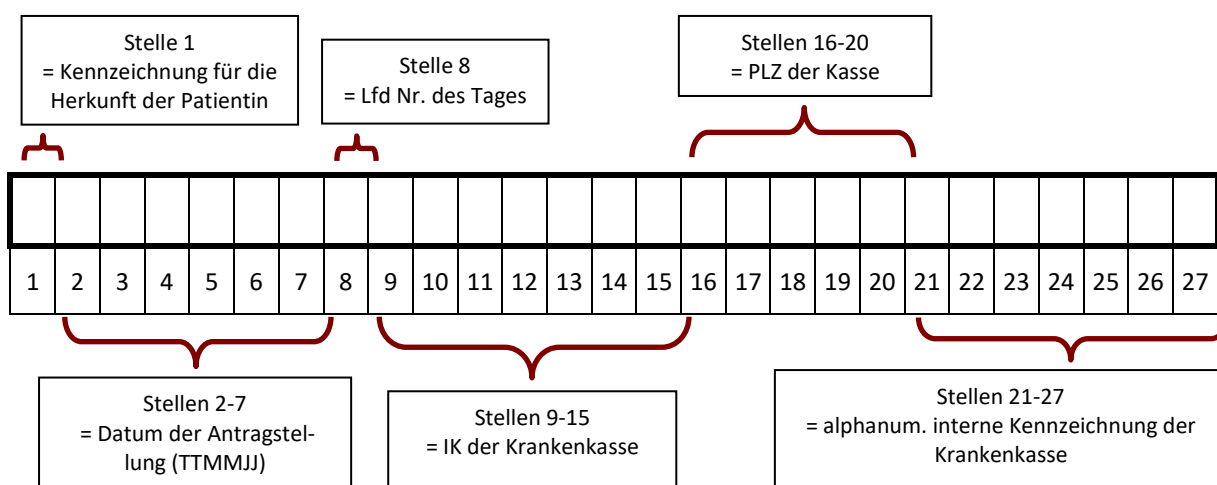 Stelle 1
= Kennzeichnung für die
Herkunft der Patientin
Stelle 8
= Lfd Nr. des Tages
Stellen 16-20
= PLZ der Kasse
1 2 3 4 5 6 7 8 9 10 11 12 13 14 15 16 17 18 19 20 21 22 23 24 25 26 27
Stellen 2-7
= Datum der Antragstel-
lung (TTMMJJ)
Stellen 9-15
= IK der Krankenkasse
Stellen 21-27
= alphanum. interne Kennzeichnung der
Krankenkasse